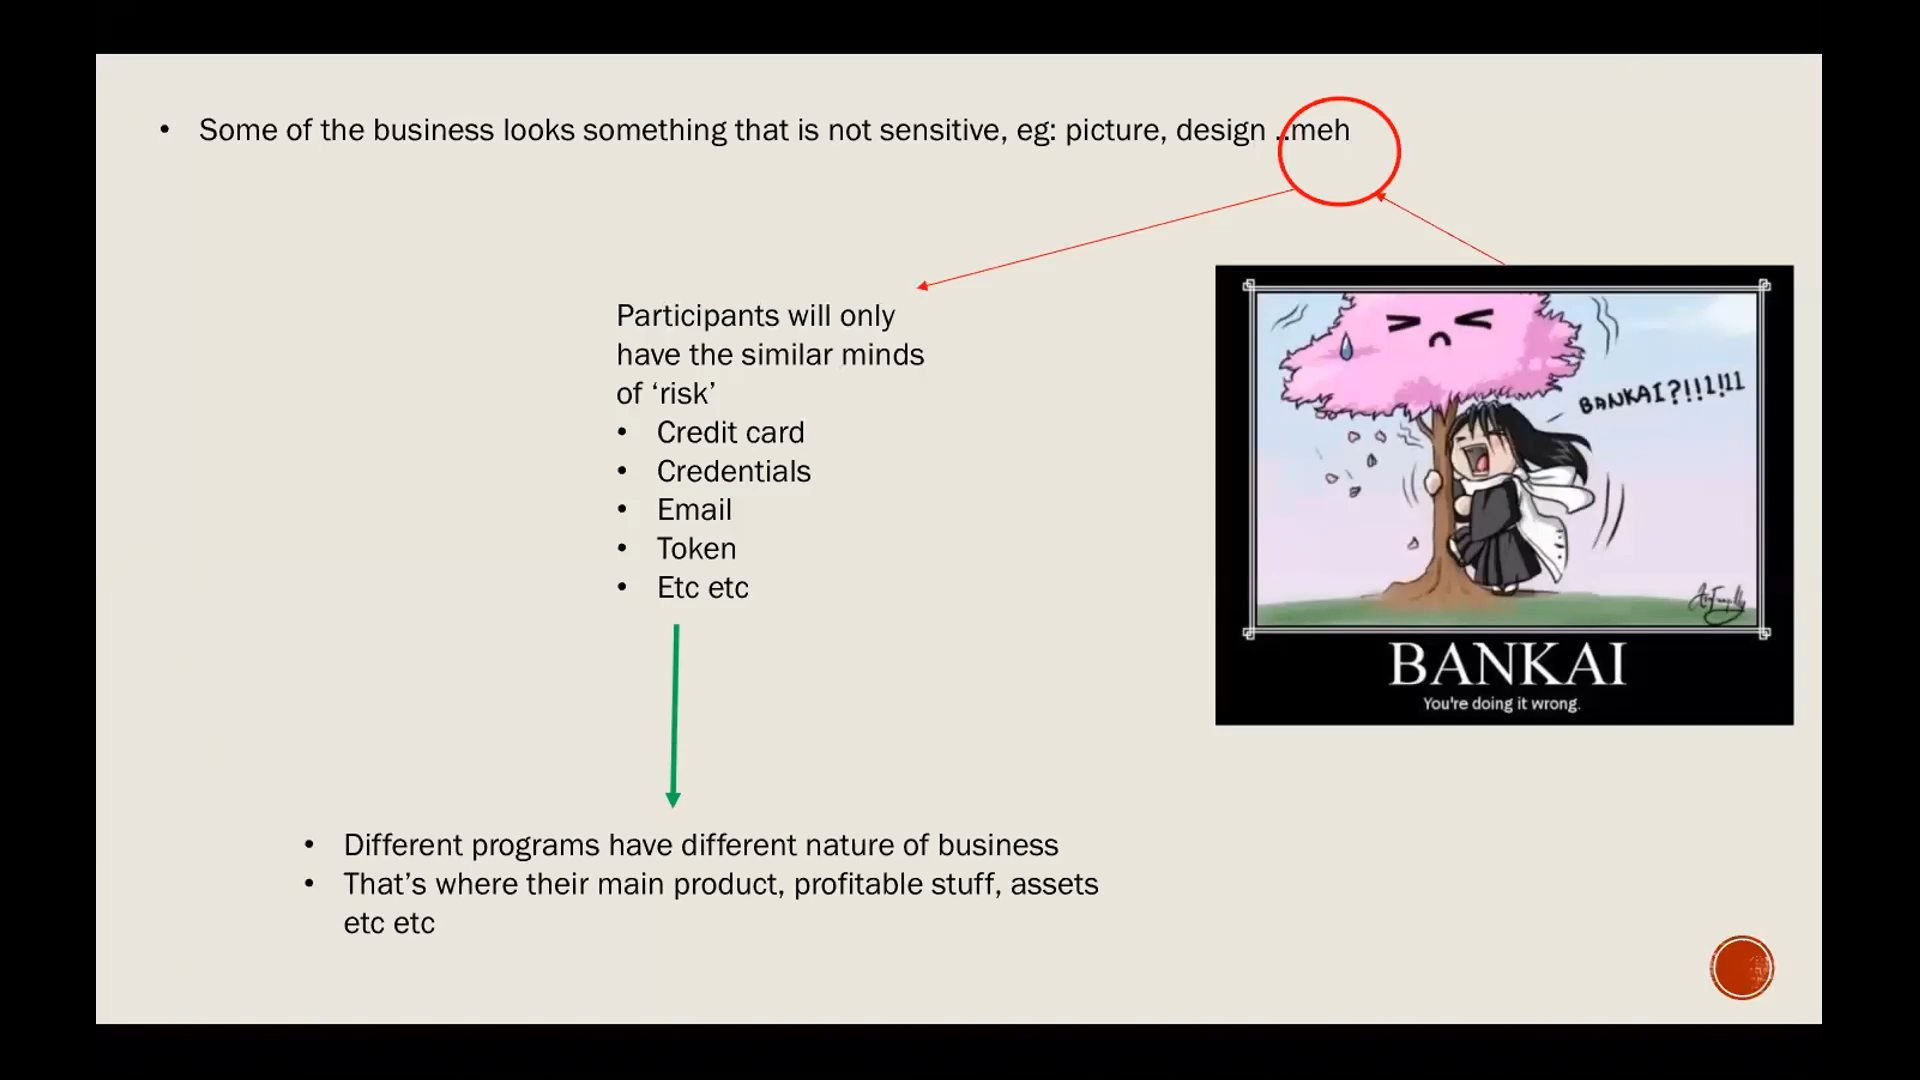 • Some of the business looks something that is not sensitive, eg: picture, design ..meh
Participants will only
have the similar minds
of ‘risk’
• Credit card
• Credentials
• Email
• Token
• Etc etc
BANKAI?!!1!11
BANKAI
You're doing it wrong.
• Different programs have different nature of business
• That’s where their main product, profitable stuff, assets
etc etc